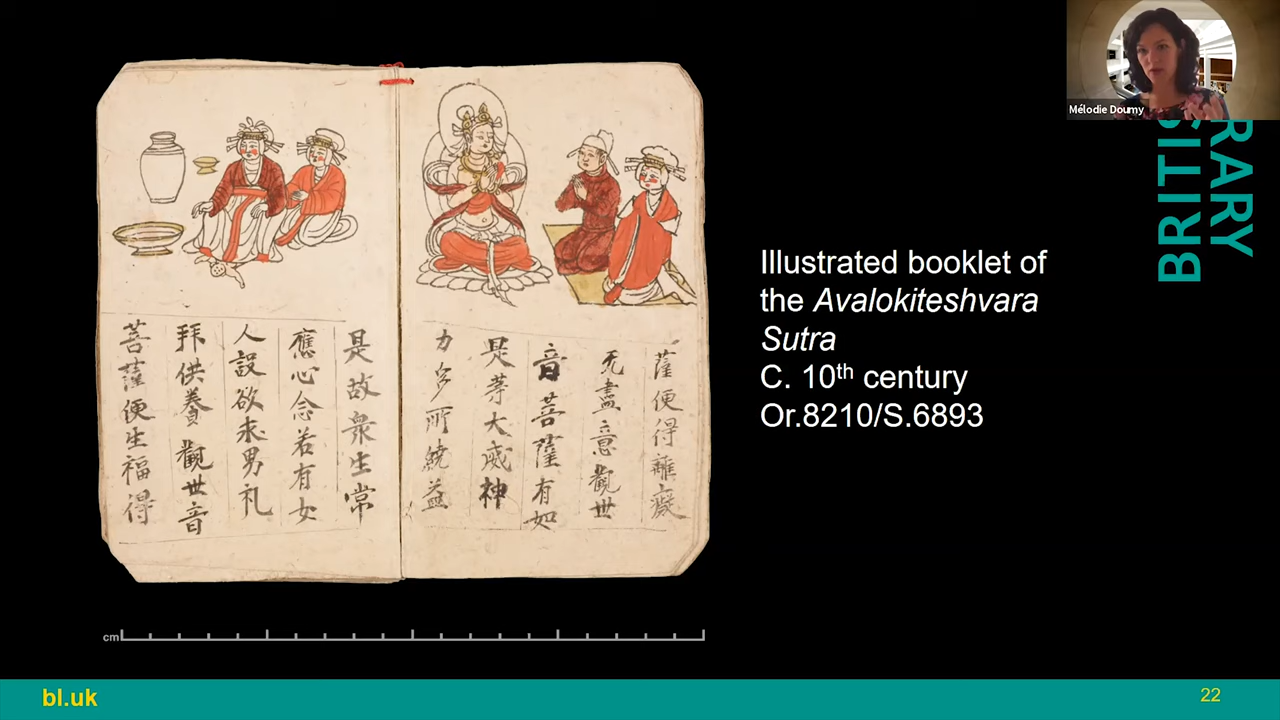 薩便得離癡
无盡意觀世
音菩薩有如
是等大威神
力多所饒益
是故衆生常
應心念若有女
人設欲求男礼
拜供養觀世音
菩薩便生福得
cm
Illustrated booklet of
the Avalokiteshvara
Sutra
C. 10th century
Or.8210/S.6893
Mélodie Doumy
BRITIS
RARY
bl.uk
22